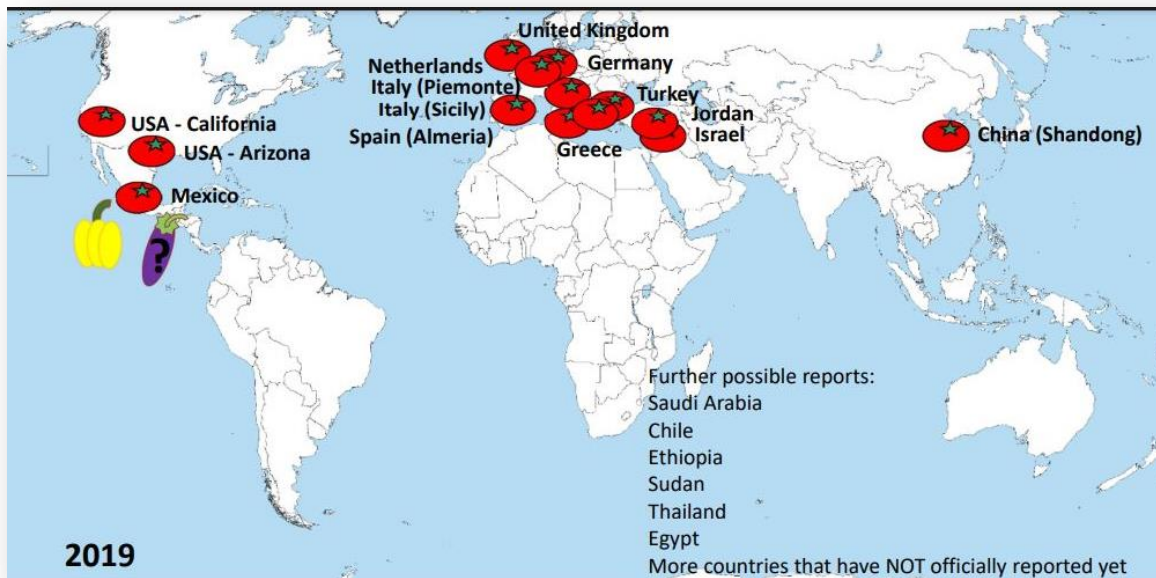 United Kingdom
Netherlands
Germany
Italy (Piemonte)
Turkey
Italy (Sicily)
Jordan
Spain (Almeria)
Israel
Greece
China (Shandong)
USA - California
USA - Arizona
Mexico
?
Further possible reports:
Saudi Arabia
Chile
Ethiopia
Sudan
Thailand
Egypt
More countries that have NOT officially reported yet
2019